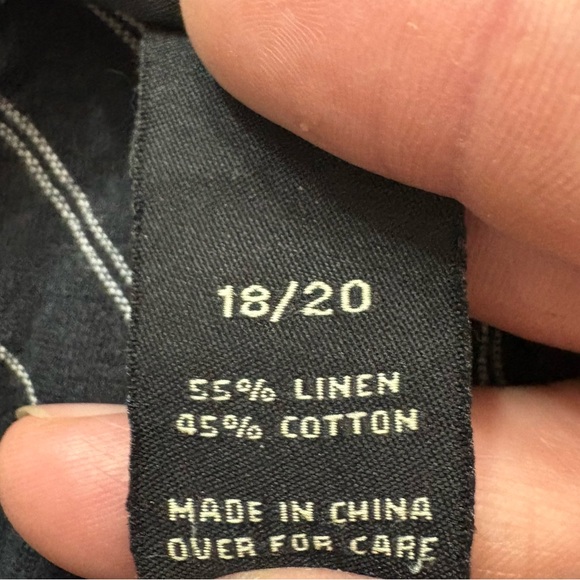 18/20
55% LINEN
45% COTTON
MADE IN CHINA
OVER FOR CARE